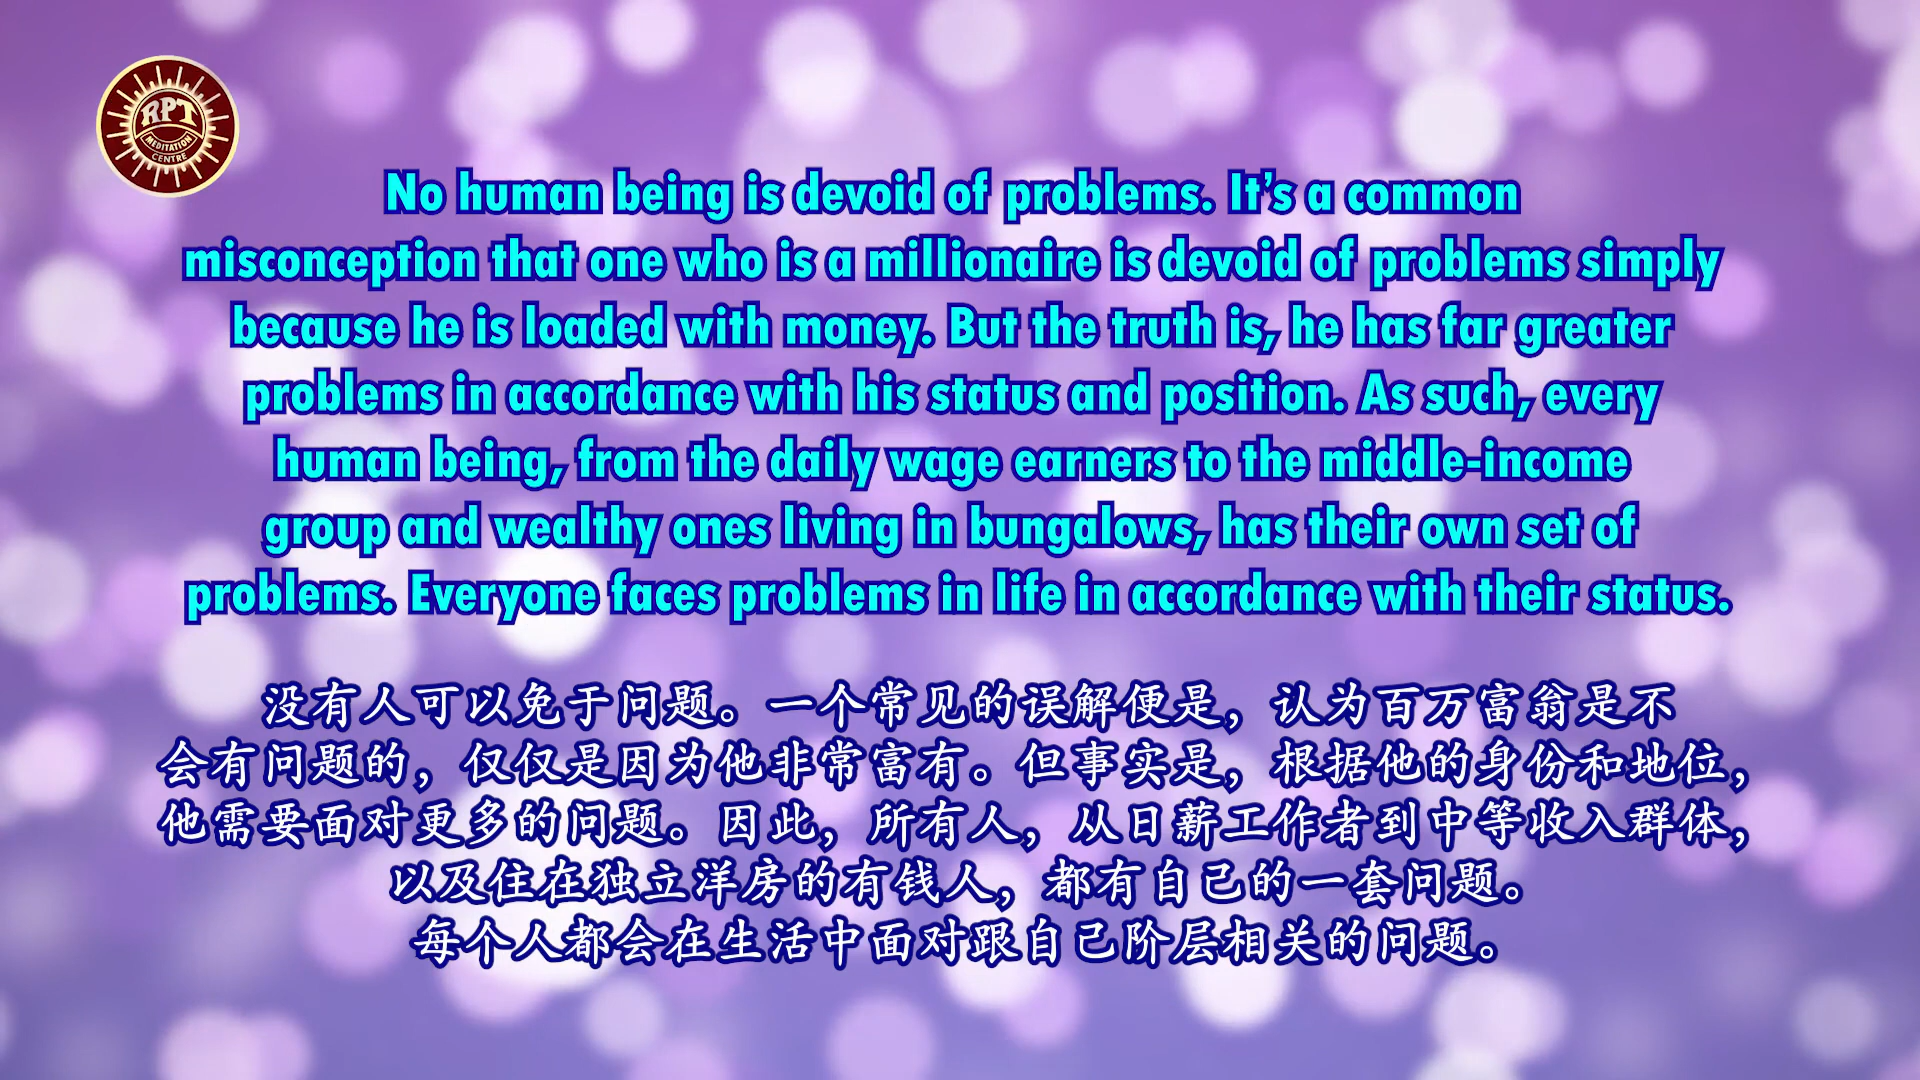 RPT
MEDITATION
CENTRE
No human being is devoid of problems. It’s a common
misconception that one who is a millionaire is devoid of problems simply
because he is loaded with money. But the truth is, he has far greater
problems in accordance with his status and position. As such, every
human being, from the daily wage earners to the middle-income
group and wealthy ones living in bungalows, has their own set of
problems. Everyone faces problems in life in accordance with their status.
没有人可以免于问题。一个常见的误解便是，认为百万富翁是不
会有问题的，仅仅是因为他非常富有。但事实是，根据他的身份和地位，
他需要面对更多的问题。因此，所有人，从日薪工作者到中等收入群体，
以及住在独立洋房的有钱人，都有自己的一套问题。
每个人都会在生活中面对跟自己阶层相关的问题。